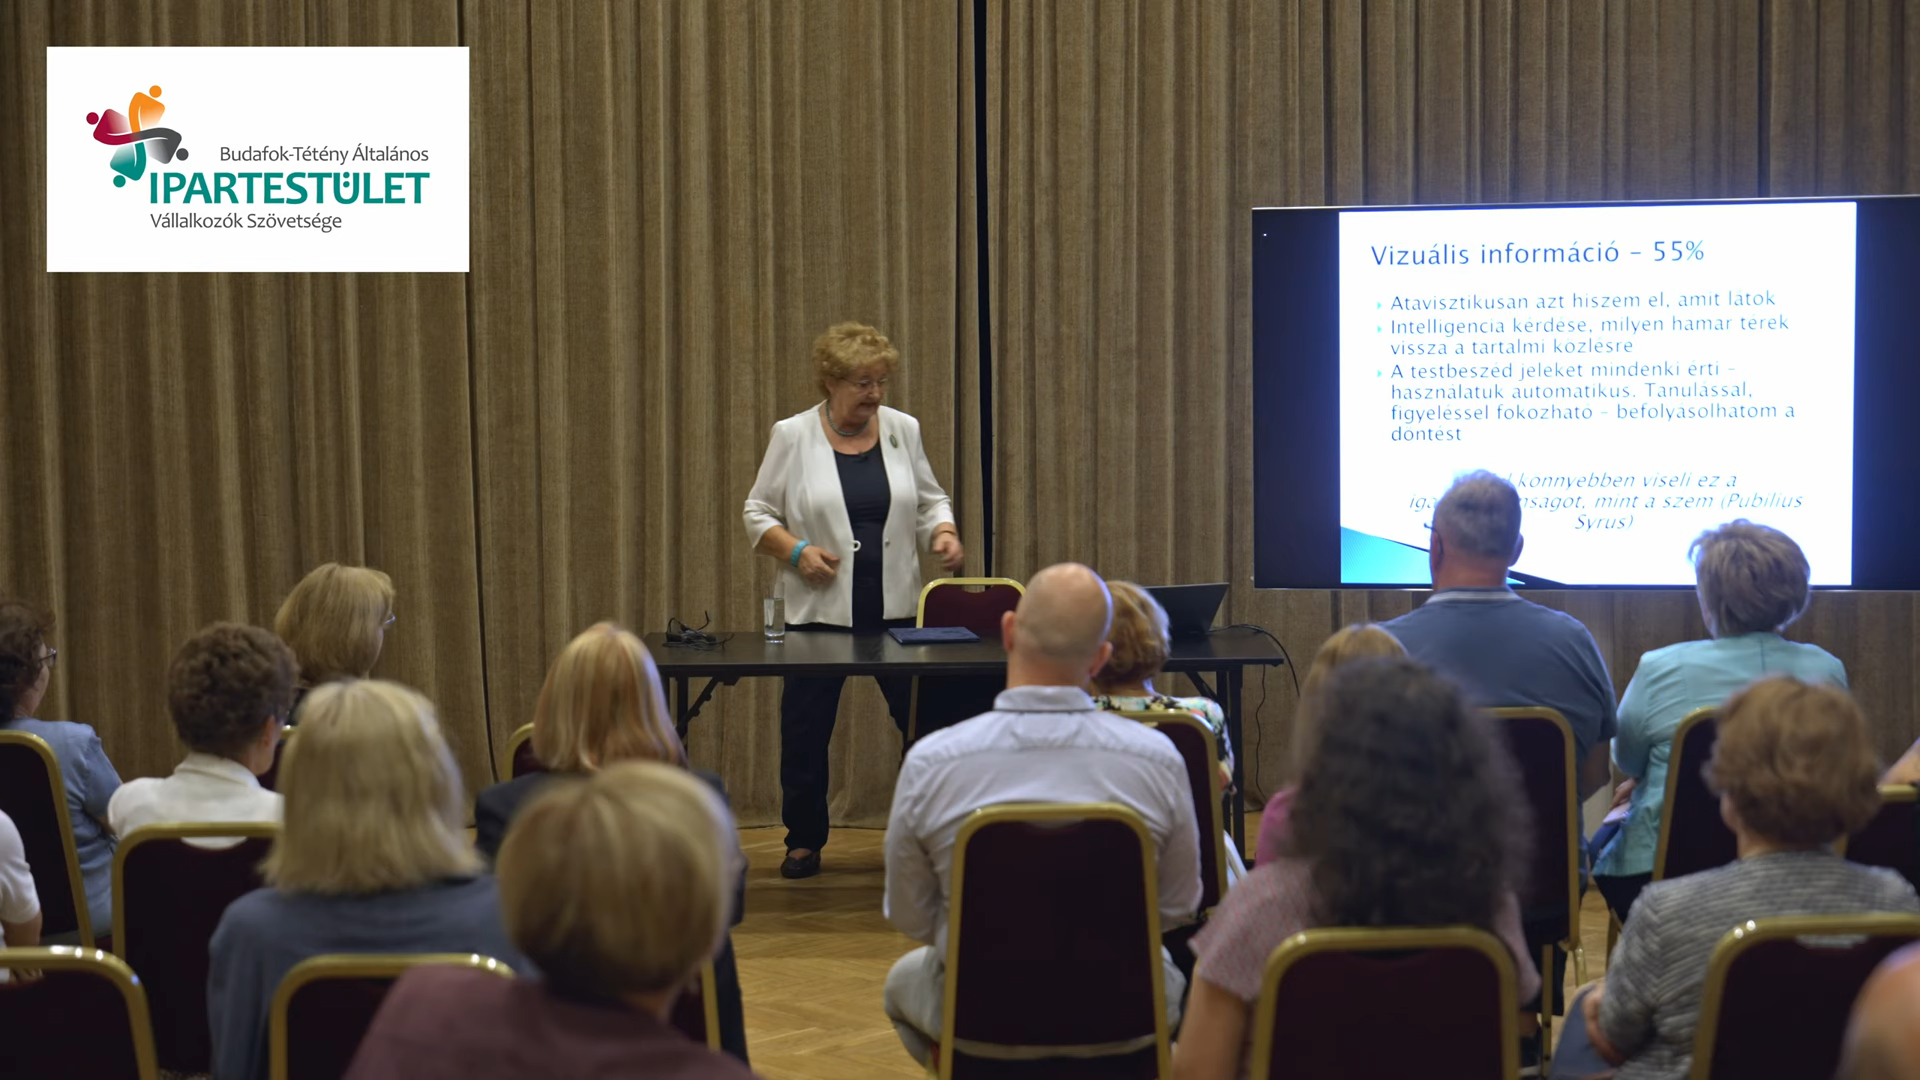 Budafok-Tétény Általános
IPARTESTÜLET
Vállalkozók Szövetsége
Vizuális információ – 55%
Atavisztikusan azt hiszem el, amit látok
Intelligencia kérdése, milyen hamar térek
vissza a tartalmi közlésre
A testbeszéd jeleket mindenki érti –
használatuk automatikus. Tanulással,
figyeléssel fokozható – befolyásolhatom a
döntést
könnyebben viseli ez a
mint a szem (Pubilius
Syrus)